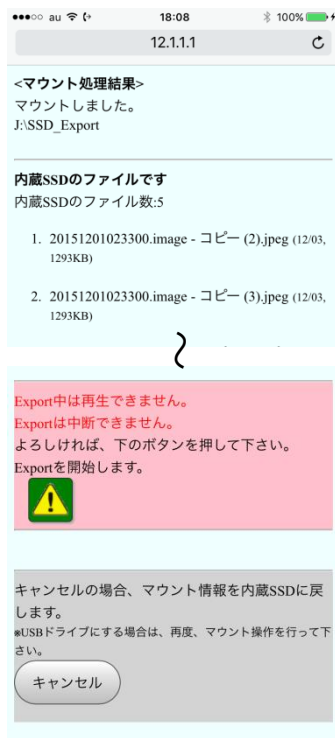 au 18:08 100%
12.1.1.1
<マウント処理結果>
マウントしました。
J:\SSD_Export
内蔵SSDのファイルです
内蔵SSDのファイル数:5
1. 20151201023300.image - コピー (2).jpeg (12/03,
1293KB)
2. 20151201023300.image - コピー (3).jpeg (12/03,
1293KB)
Export中は再生できません。
Exportは中断できません。
よろしければ、下のボタンを押して下さい。
Exportを開始します。
キャンセルの場合、マウント情報を内蔵SSDに戻
します。
※USBドライブにする場合は、再度、マウント操作を行って下
さい。
キャンセル